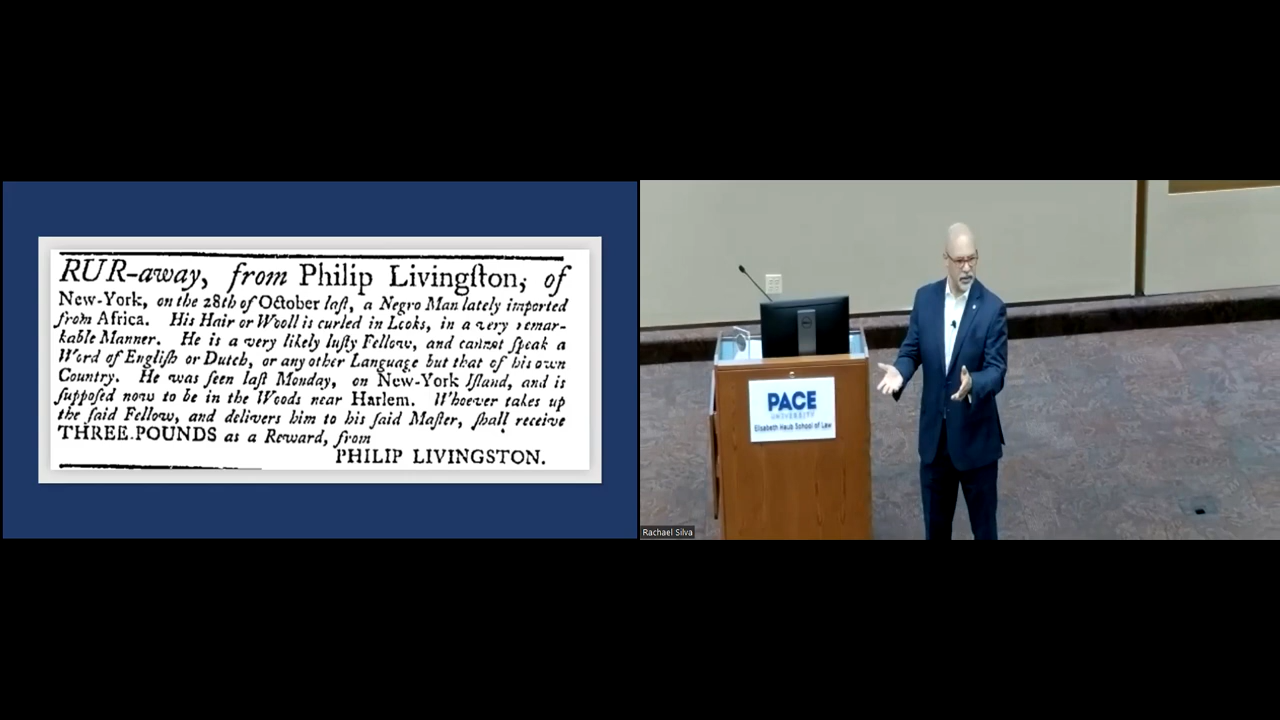 RUR-away, from Philip Livingſton, of
New-York, on the 28th of October laſt, a Negro Man lately imported
from Africa. His Hair or Wooll is curled in Locks, in a very remar-
kable Manner. He is a very likely luſty Fellow, and cannot ſpeak a
Word of Engliſh or Dutch, or any other Language but that of his own
Country. He was ſeen laſt Monday, on New-York Iſland, and is
ſuppoſed now to be in the Woods near Harlem. Whoever takes up
the ſaid Fellow, and delivers him to his ſaid Maſter, ſhall receive
THREE POUNDS as a Reward, from
PHILIP LIVINGSTON.
PACE
UNIVERSITY
Elisabeth Haub School of Law
Rachael Silva